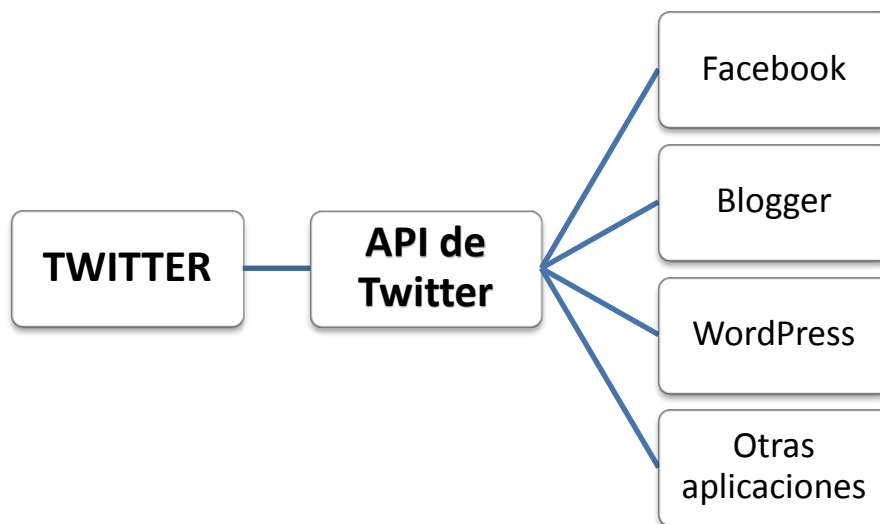 Facebook
Blogger
TWITTER
API de
Twitter
WordPress
Otras
aplicaciones